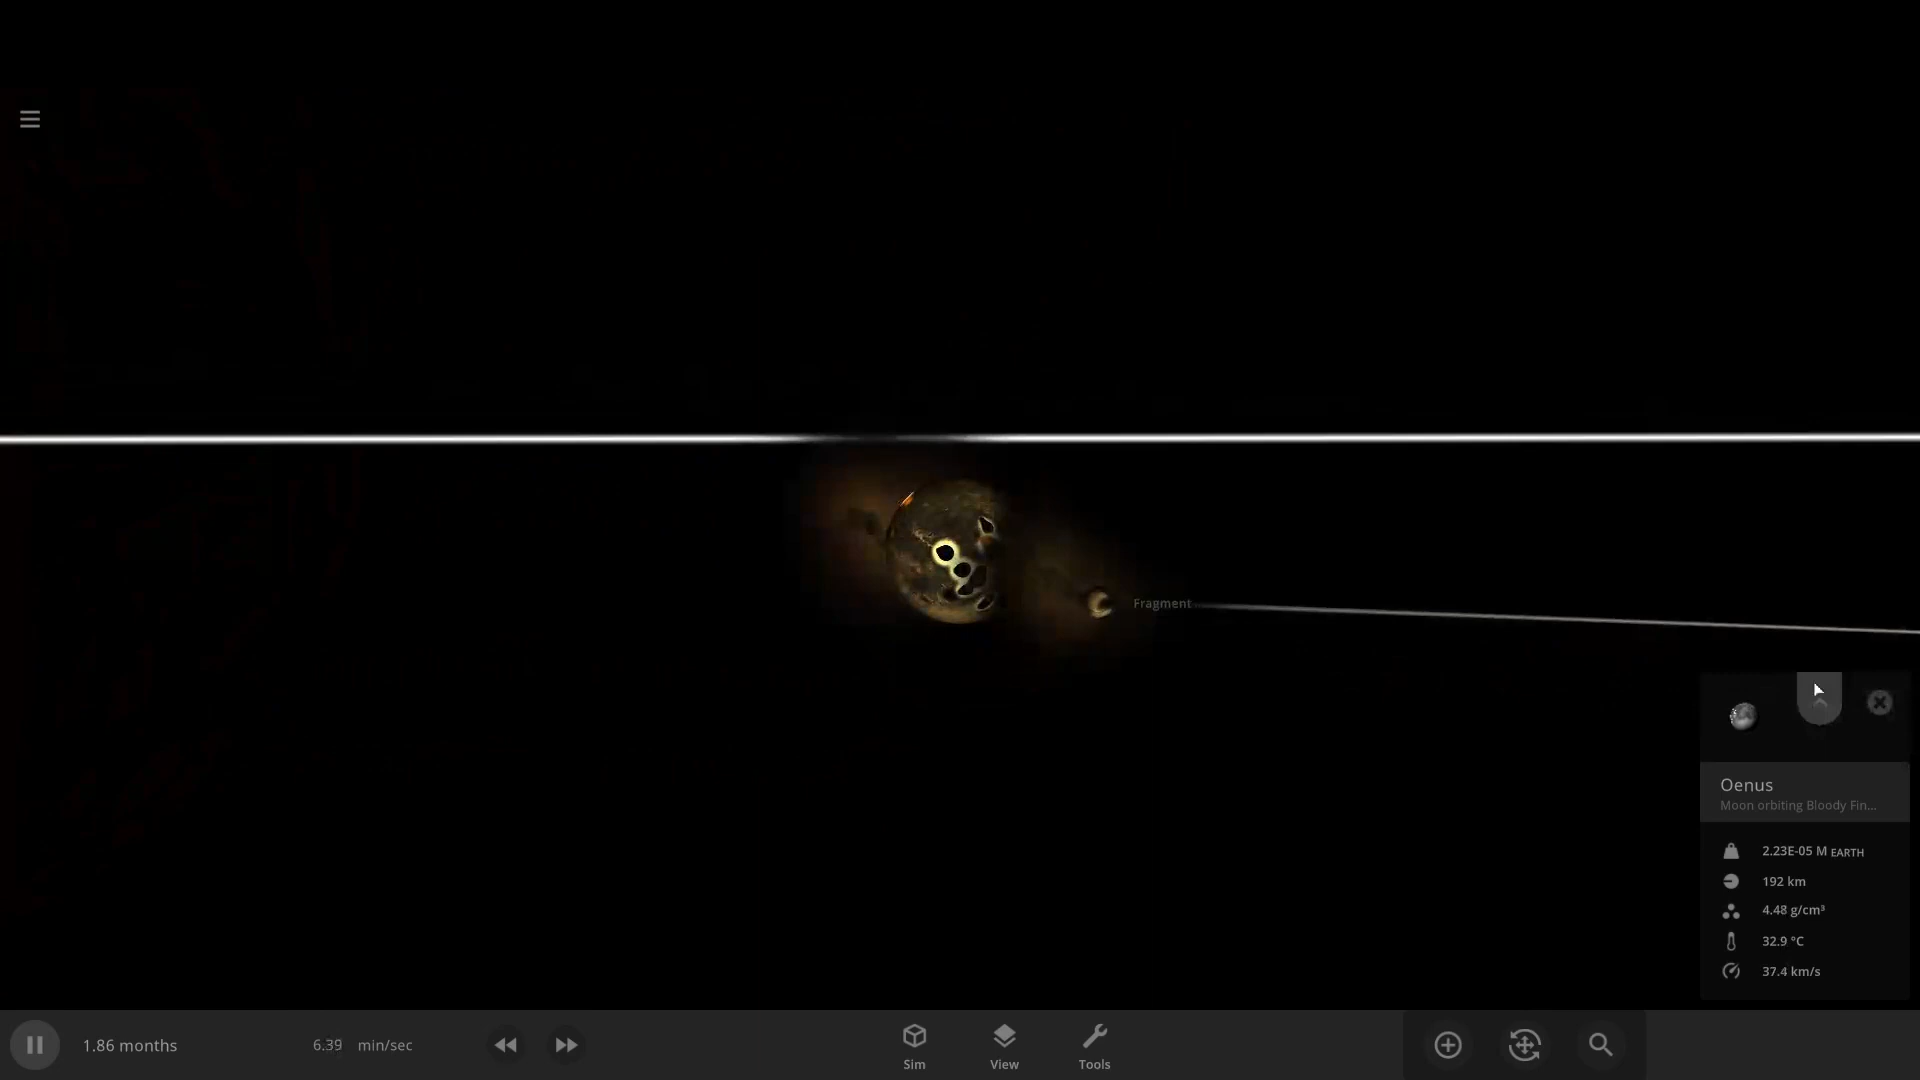 Fragment
Oenus
Moon orbiting Bloody Fin...
2.23E-05 M EARTH
192 km
4.48 g/cm³
32.9 °C
37.4 km/s
1.86 months
6.39 min/sec
Sim
View
Tools